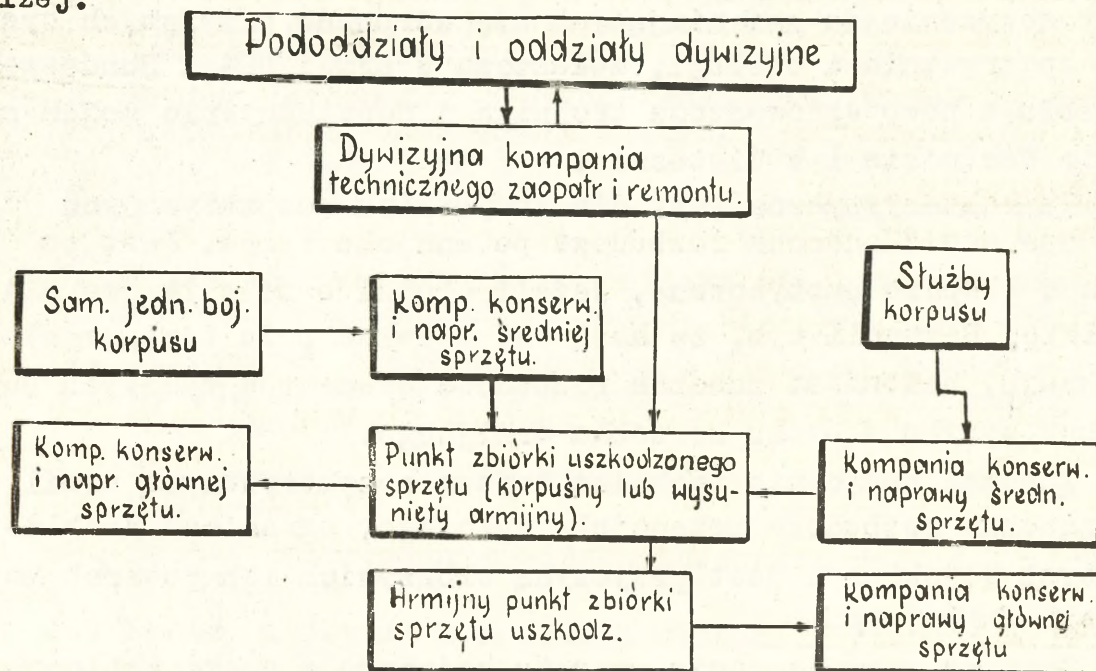 iżej.
Pododdziały i oddziały dywizyjne
Dywizyjna kompania
technicznego zaopatr i remontu.
Sam. jedn. boj.
korpusu
Komp. konserw.
i napr. średniej
sprzętu.
Służby
korpusu
Komp. konserw.
i napr. głównej
sprzętu.
Punkt zbiórki uszkodzonego
sprzętu (korpuśny lub wysu-
nięty armijny).
Kompania konserw.
i naprawy średn.
sprzętu.
Armijny punkt zbiórki
sprzętu uszkodz.
Kompania konserw.
i naprawy głównej
sprzętu